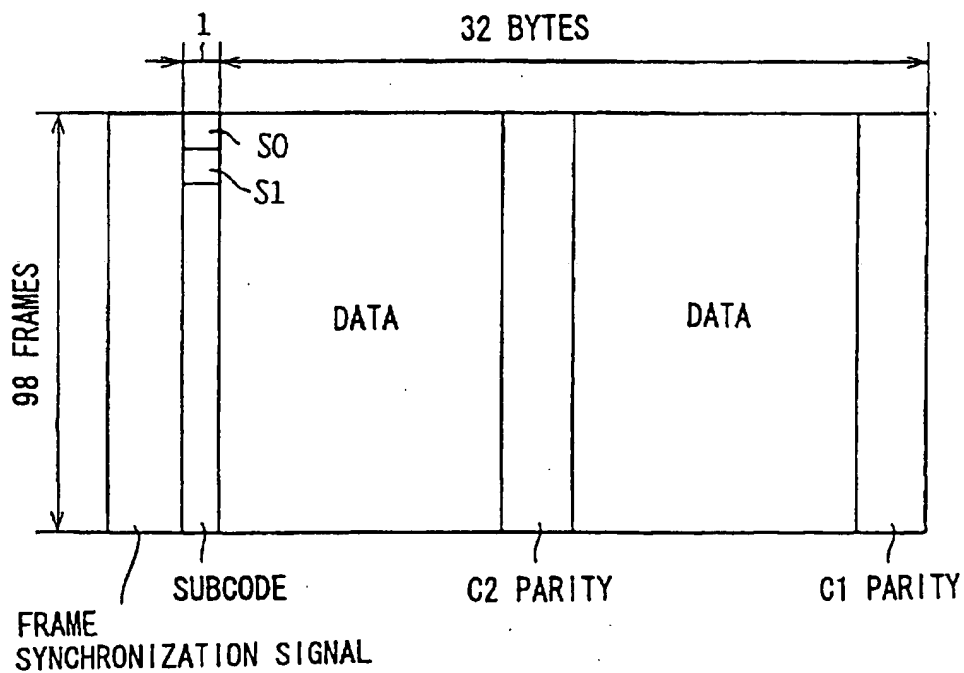 1
32 BYTES
S0
S1
98 FRAMES
DATA
DATA
SUBCODE
C2 PARITY
C1 PARITY
FRAME
SYNCHRONIZATION SIGNAL